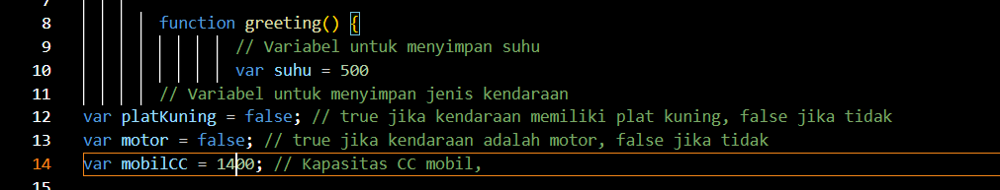 7
8 function greeting() {
9 // Variabel untuk menyimpan suhu
10 var suhu = 500
11 // Variabel untuk menyimpan jenis kendaraan
12 var platKuning = false; // true jika kendaraan memiliki plat kuning, false jika tidak
13 var motor = false; // true jika kendaraan adalah motor, false jika tidak
14 var mobilCC = 1400; // Kapasitas CC mobil,
15